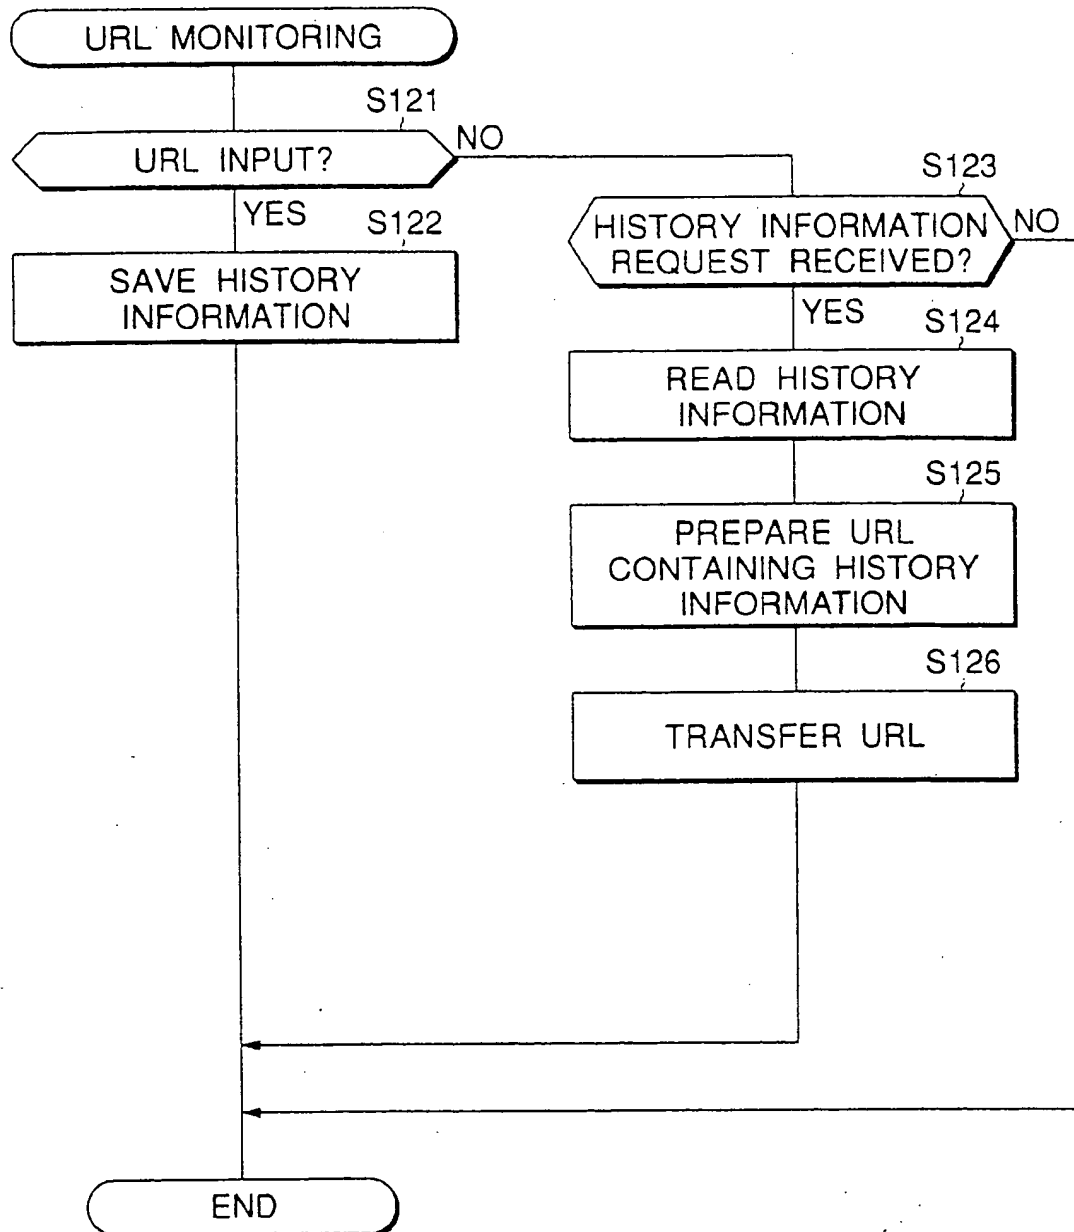 URL MONITORING
S121
URL INPUT?
NO
YES
S122
SAVE HISTORY
INFORMATION
S123
HISTORY INFORMATION
REQUEST RECEIVED?
NO
YES
S124
READ HISTORY
INFORMATION
S125
PREPARE URL
CONTAINING HISTORY
INFORMATION
S126
TRANSFER URL
END